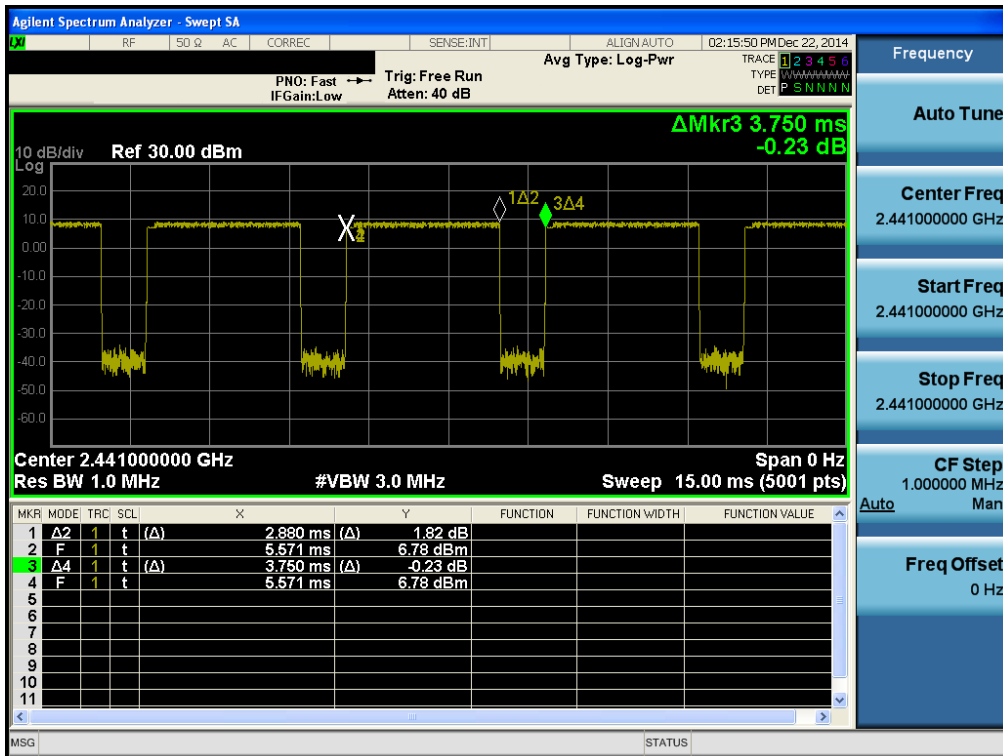 Agilent Spectrum Analyzer - Swept SA
LXI RF 50 Ω AC CORREC SENSE:INT ALIGN AUTO 02:15:50 PM Dec 22, 2014
Frequency
Avg Type: Log-Pwr
TRACE 1 2 3 4 5 6
PNO: Fast Trig: Free Run
TYPE WWWWWWW
IFGain:Low Atten: 40 dB
DET P S N N N N
Auto Tune
ΔMkr3 3.750 ms
-0.23 dB
10 dB/div Ref 30.00 dBm
Log
20.0
10.0
0.00
-10.0
-20.0
-30.0
-40.0
-50.0
-60.0
1Δ2
3Δ4
Center Freq
2.441000000 GHz
Start Freq
2.441000000 GHz
Stop Freq
2.441000000 GHz
Center 2.441000000 GHz Span 0 Hz
Res BW 1.0 MHz #VBW 3.0 MHz Sweep 15.00 ms (5001 pts)
CF Step
1.000000 MHz
Auto Man
MKR MODE TRC SCL X Y FUNCTION FUNCTION WIDTH FUNCTION VALUE
1 Δ2 1 t (Δ) 2.880 ms (Δ) 1.82 dB
2 F 1 t 5.571 ms 6.78 dBm
3 Δ4 1 t (Δ) 3.750 ms (Δ) -0.23 dB
4 F 1 t 5.571 ms 6.78 dBm
5
6
7
8
9
10
11
Freq Offset
0 Hz
MSG STATUS